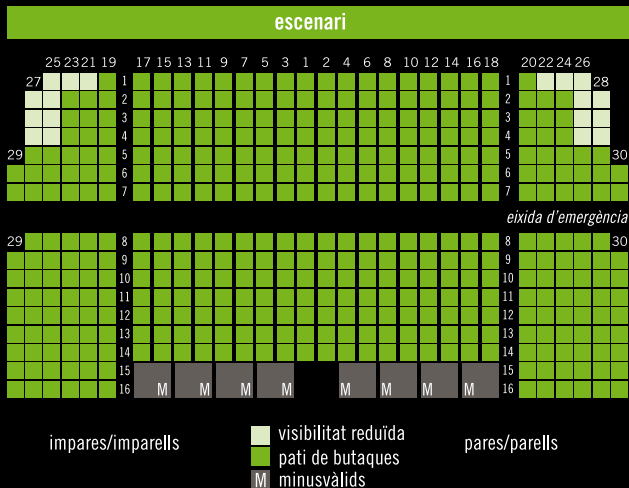 escenari
25 23 21 19 17 15 13 11 9 7 5 3 1 2 4 6 8 10 12 14 16 18 20 22 24 26
27 1 1 28
2 2
3 3
4 4
29 5 5 30
6 6
7 7
eixida d'emergència
29 8 8 30
9 9
10 10
11 11
12 12
13 13
14 14
15 15
16 M M M M M M M M 16
impares/imparells
visibilitat reduïda
pati de butaques
M minusvàlids
pares/parells